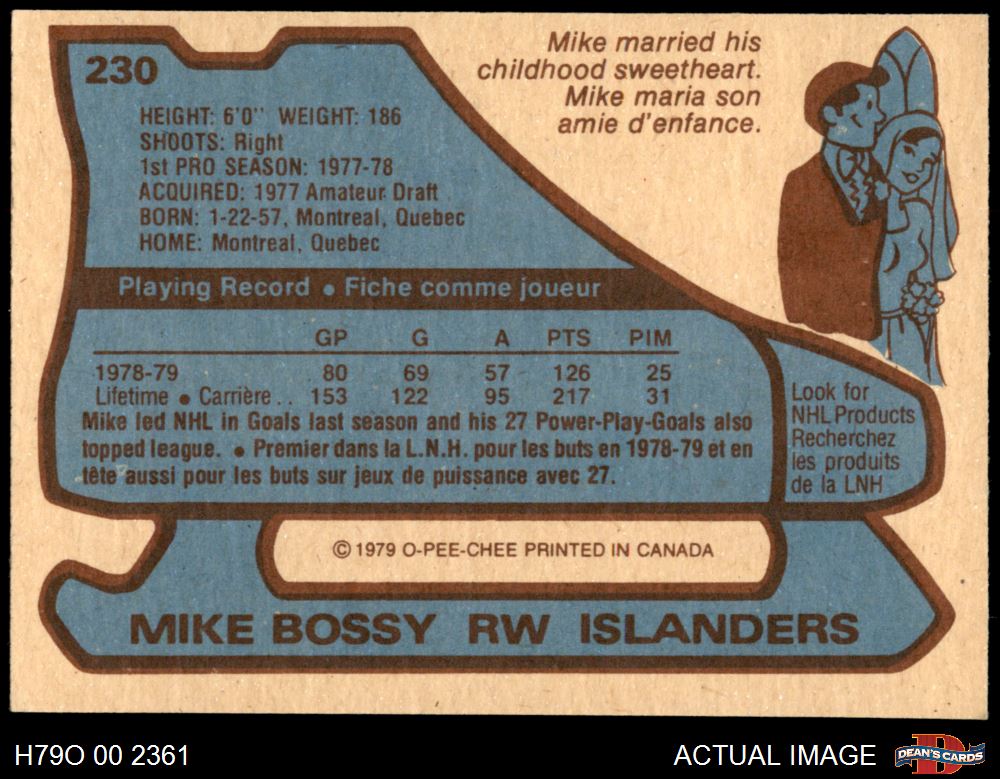 230
HEIGHT: 6'0" WEIGHT: 186
SHOOTS: Right
1st PRO SEASON: 1977-78
ACQUIRED: 1977 Amateur Draft
BORN: 1-22-57, Montreal, Quebec
HOME: Montreal, Quebec
Mike married his
childhood sweetheart.
Mike maria son
amie d'enfance.
Playing Record • Fiche comme joueur
GP G A PTS PIM
1978-79 80 69 57 126 25
Lifetime • Carrière .. 153 122 95 217 31
Mike led NHL in Goals last season and his 27 Power-Play-Goals also
topped league. • Premier dans la L.N.H. pour les buts en 1978-79 et en
tête aussi pour les buts sur jeux de puissance avec 27.
Look for
NHL Products
Recherchez
les produits
de la LNH
© 1979 O-PEE-CHEE PRINTED IN CANADA
MIKE BOSSY RW ISLANDERS
H79O 00 2361
ACTUAL IMAGE
DEAN'S CARDS